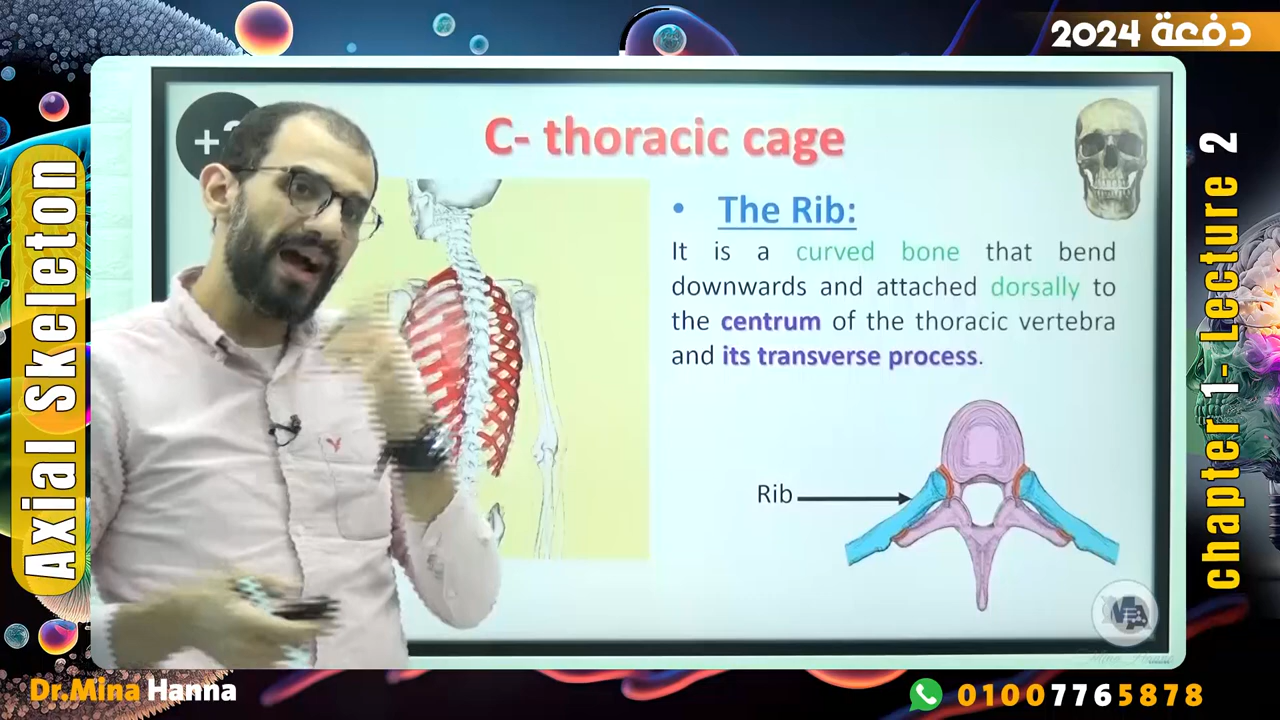 دفعة 2024
Axial Skeleton
chapter 1- Lecture 2
C- thoracic cage
• The Rib:
It is a curved bone that bend
downwards and attached dorsally to
the centrum of the thoracic vertebra
and its transverse process.
Rib
Dr.Mina Hanna
01007765878